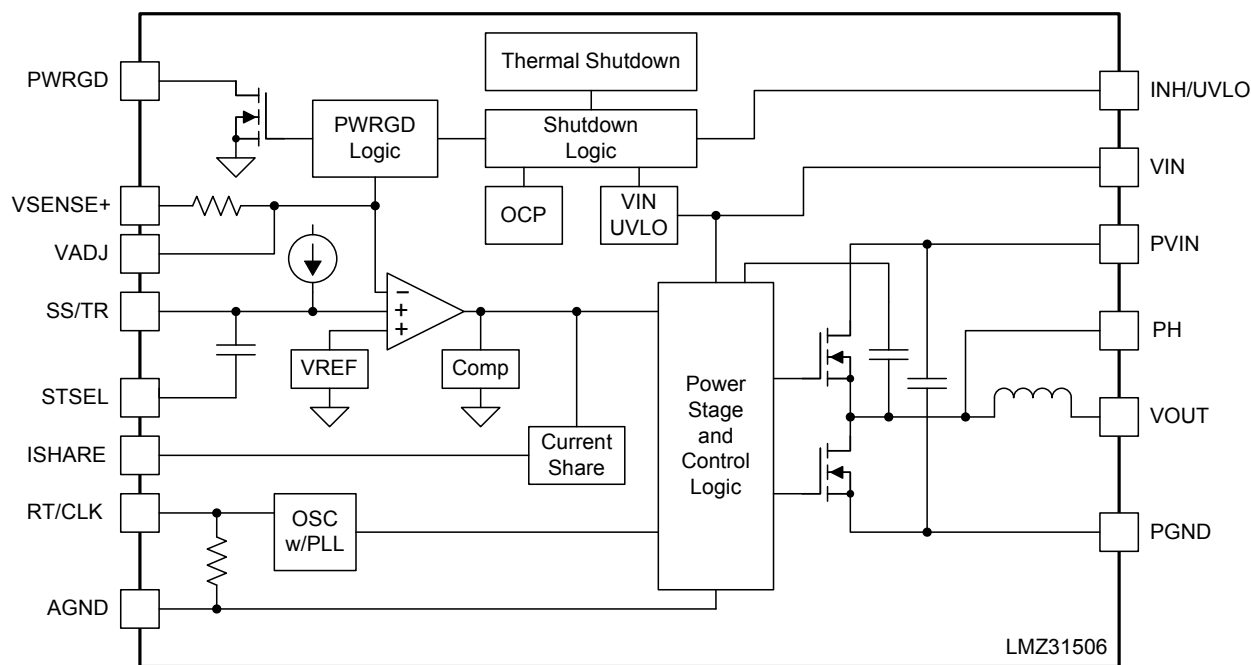 Thermal Shutdown
PWRGD
INH/UVLO
PWRGD
Logic
Shutdown
Logic
VIN
VSENSE+
OCP
VIN
UVLO
VADJ
PVIN
SS/TR
−
+
+
PH
VREF
Comp
STSEL
Power
Stage
and
Control
Logic
VOUT
ISHARE
Current
Share
RT/CLK
OSC
w/PLL
PGND
AGND
LMZ31506